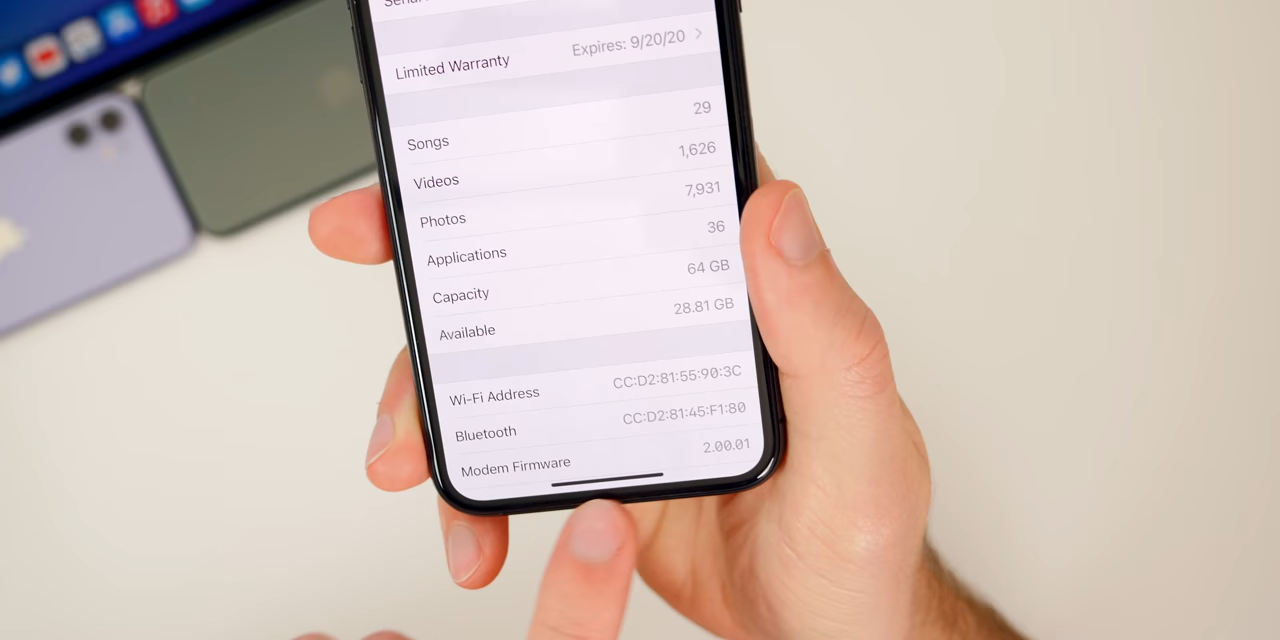 Limited Warranty Expires: 9/20/20
Songs 29
Videos 1,626
Photos 7,931
Applications 36
Capacity 64 GB
Available 28.81 GB
Wi-Fi Address CC:D2:81:55:90:3C
Bluetooth CC:D2:81:45:F1:80
Modem Firmware 2.00.01